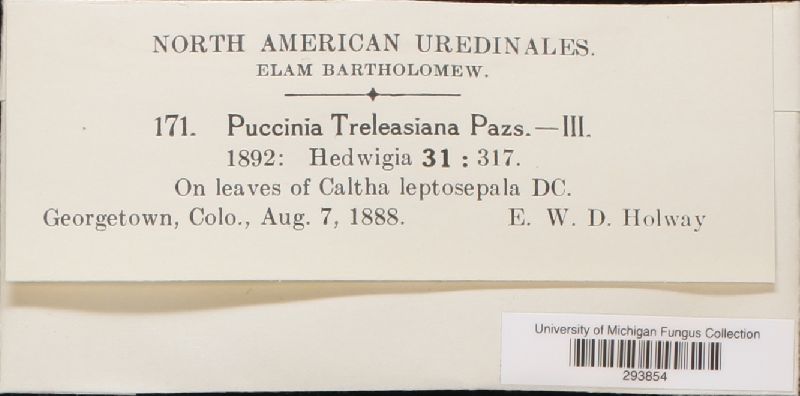 NORTH AMERICAN UREDINALES.
ELAM BARTHOLOMEW.
171. Puccinia Treleasiana Pazs.—III.
1892: Hedwigia 31 : 317.
On leaves of Caltha leptosepala DC.
Georgetown, Colo., Aug. 7, 1888. E. W. D. Holway
University of Michigan Fungus Collection
293854